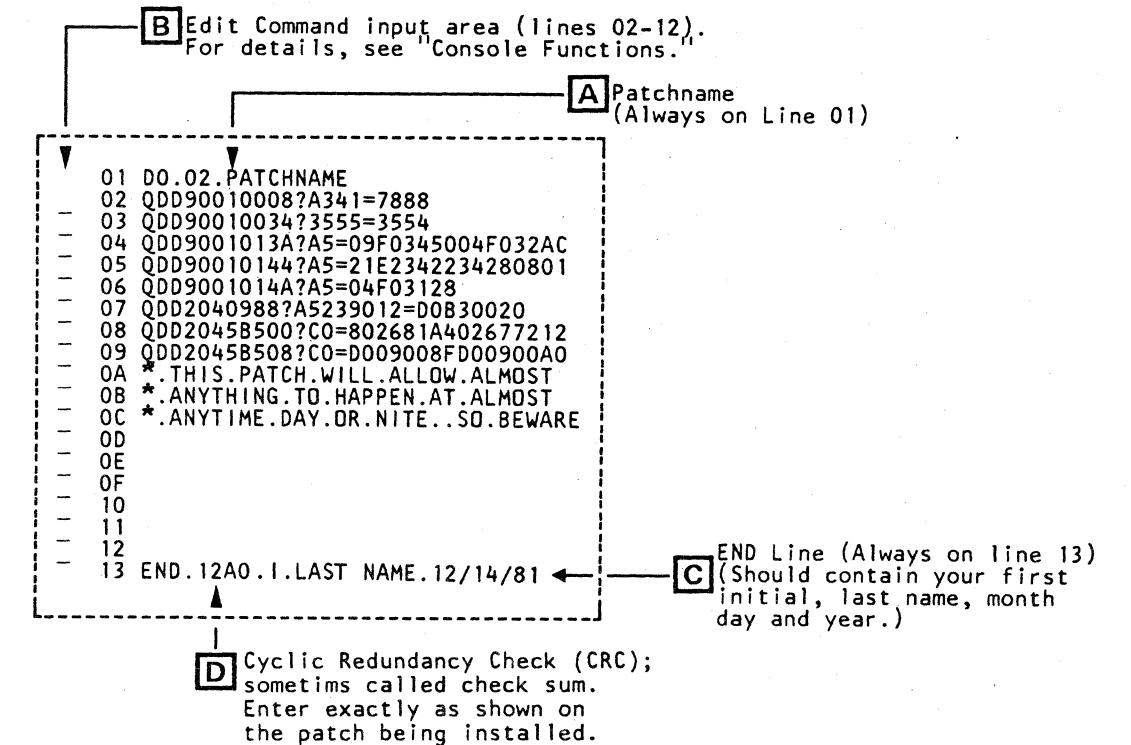 B Edit Command input area (lines 02-12).
For details, see "Console Functions."
A Patchname
(Always on Line 01)
01 DO.02.PATCHNAME
02 QDD90010008?A341=7888
_ 03 QDD90010034?3555=3554
_ 04 QDD9001013A?A5=09F0345004F032AC
_ 05 QDD90010144?A5=21E2342234280801
_ 06 QDD9001014A?A5=04F03128
_ 07 QDD2040988?A5239012=D0B30020
_ 08 QDD2045B500?C0=802681A402677212
_ 09 QDD2045B508?C0=D009008FD00900A0
_ 0A *.THIS.PATCH.WILL.ALLOW.ALMOST
_ 0B *.ANYTHING.TO.HAPPEN.AT.ALMOST
_ 0C *.ANYTIME.DAY.OR.NITE..SO.BEWARE
_ 0D
_ 0E
_ 0F
_ 10
_ 11
_ 12
_ 13 END.12A0.I.LAST NAME.12/14/81
C END Line (Always on line 13)
(Should contain your first
initial, last name, month
day and year.)
D Cyclic Redundancy Check (CRC);
sometims called check sum.
Enter exactly as shown on
the patch being installed.